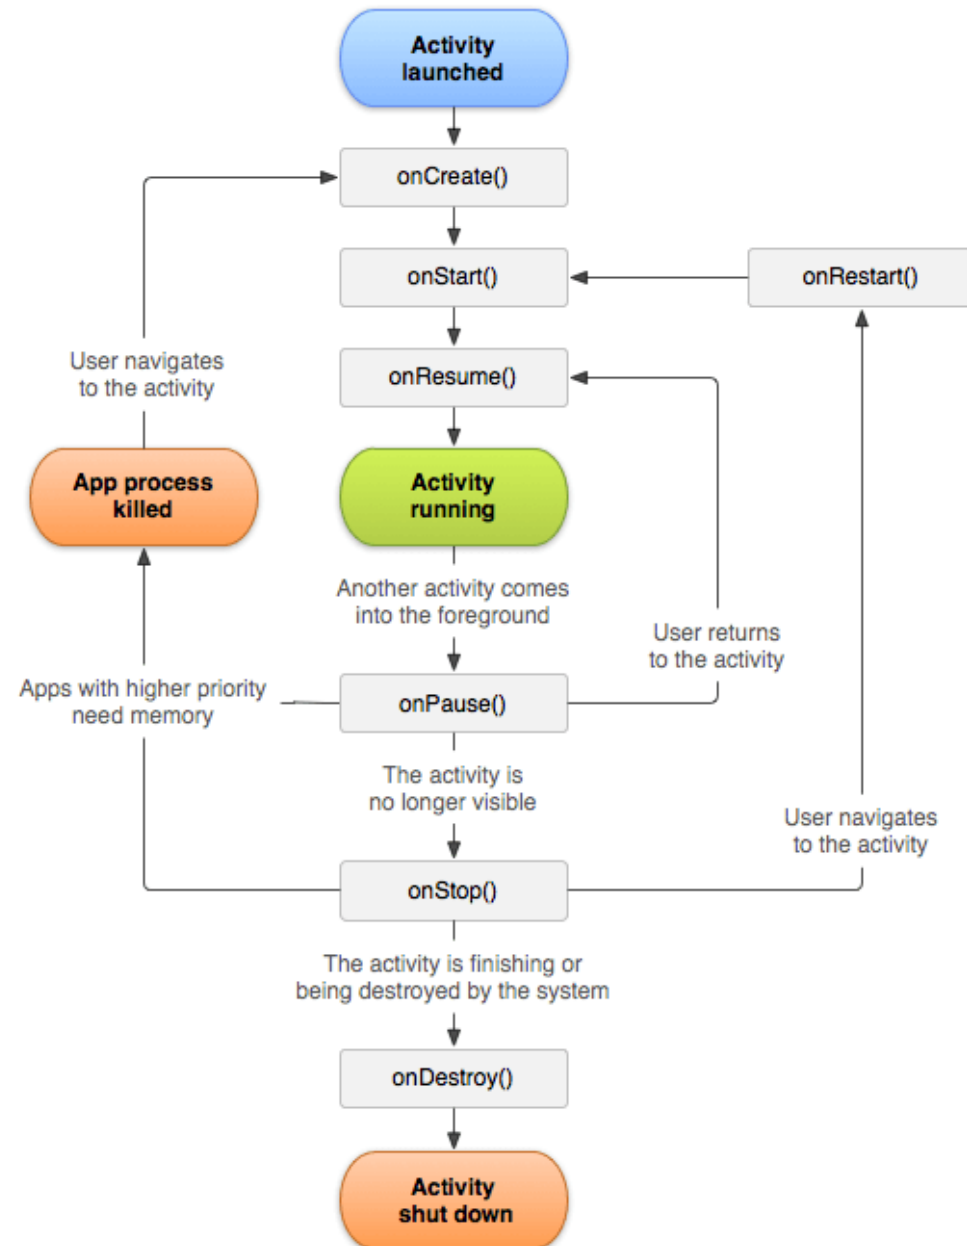 Activity
launched
onCreate()
onStart()
onRestart()
onResume()
User navigates
to the activity
App process
killed
Activity
running
Another activity comes
into the foreground
User returns
to the activity
Apps with higher priority
need memory
onPause()
The activity is
no longer visible
User navigates
to the activity
onStop()
The activity is finishing or
being destroyed by the system
onDestroy()
Activity
shut down